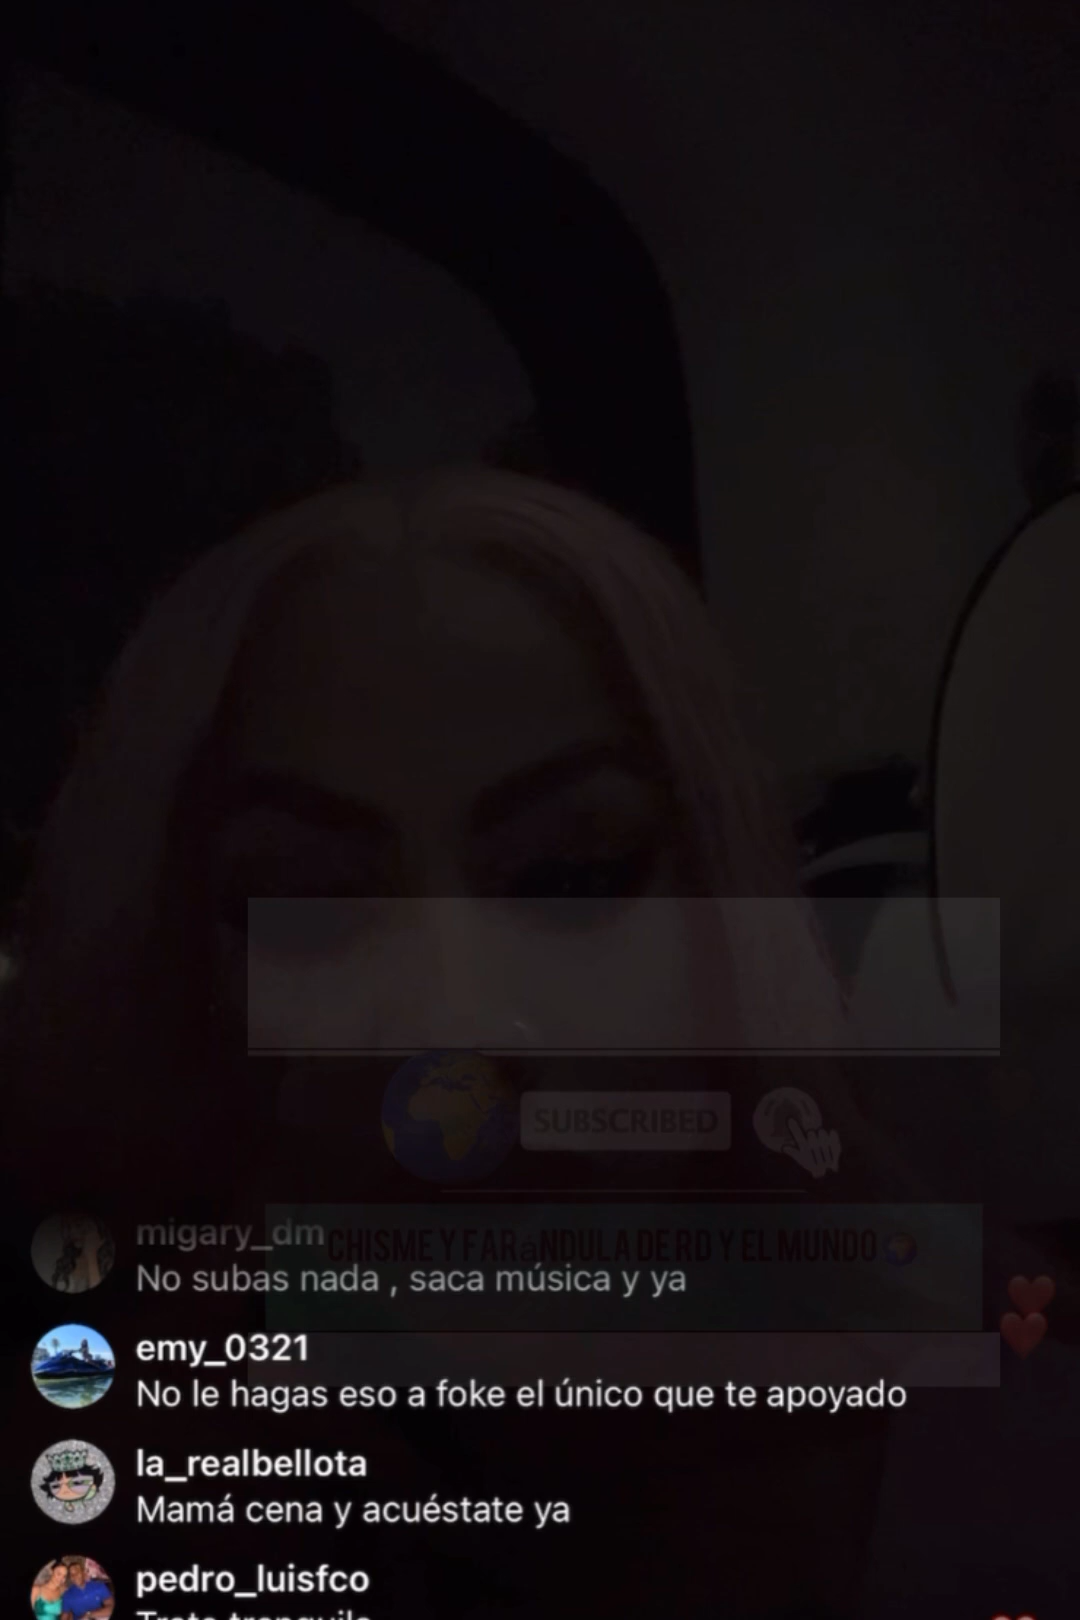 SUBSCRIBED
migary_dm
CHISME Y FARáNDULA DE RD Y EL MUNDO
No subas nada , saca música y ya
emy_0321
No le hagas eso a foke el único que te apoyado
la_realbellota
Mamá cena y acuéstate ya
pedro_luisfco